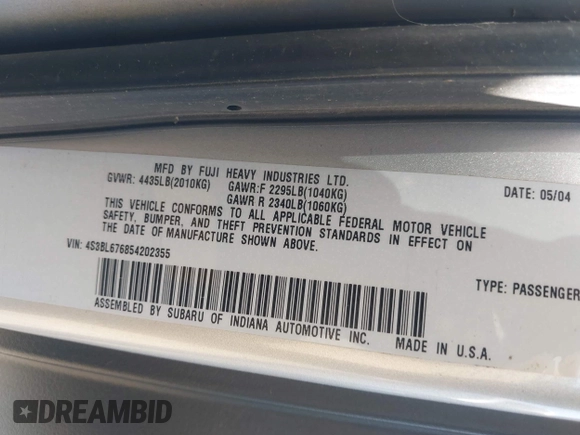 MFD BY FUJI HEAVY INDUSTRIES LTD.
GVWR: 4435LB(2010KG) GAWR:F 2295LB(1040KG) DATE: 05/04
GAWR R 2340LB(1060KG)
THIS VEHICLE CONFORMS TO ALL APPLICABLE FEDERAL MOTOR VEHICLE
SAFETY, BUMPER, AND THEFT PREVENTION STANDARDS IN EFFECT ON
THE DATE OF MANUFACTURE SHOWN ABOVE.
VIN: 4S3BL676854202355
TYPE: PASSENGER
ASSEMBLED BY SUBARU OF INDIANA AUTOMOTIVE INC. MADE IN U.S.A.
DREAMBID